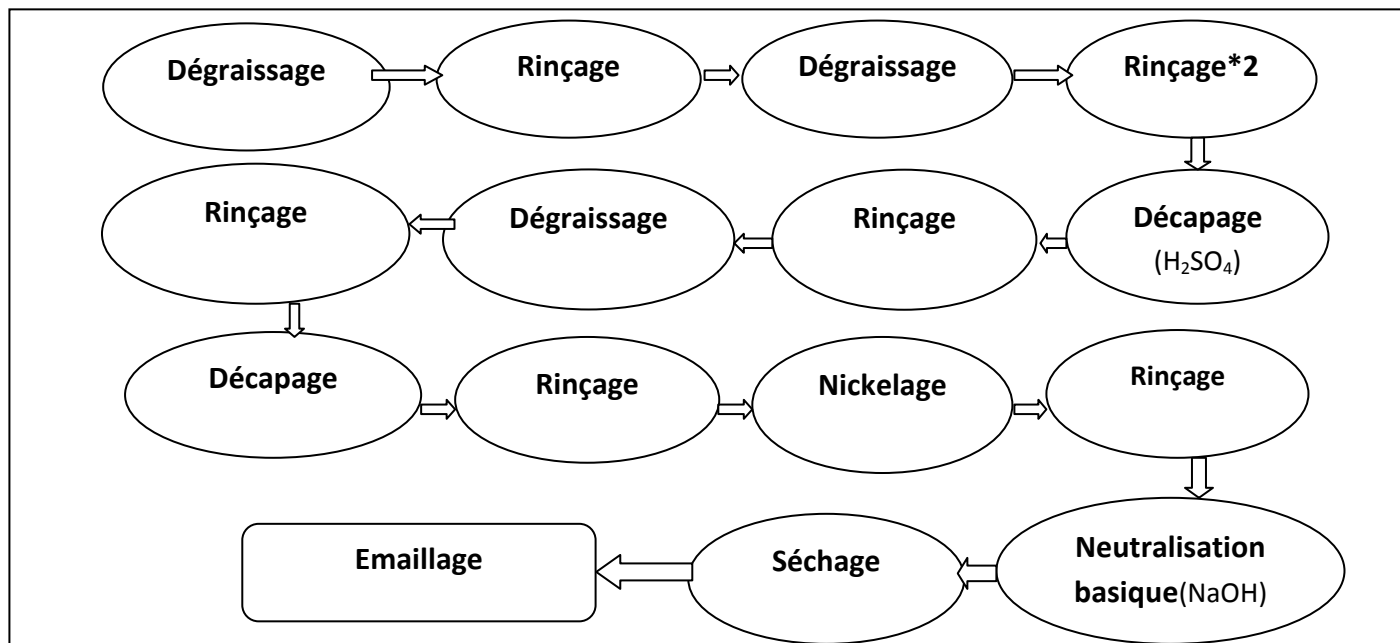 Dégraissage
Rinçage
Dégraissage
Rinçage*2
Décapage
(H₂SO₄)
Rinçage
Dégraissage
Rinçage
Décapage
Rinçage
Nickelage
Rinçage
Neutralisation
basique(NaOH)
Séchage
Emaillage